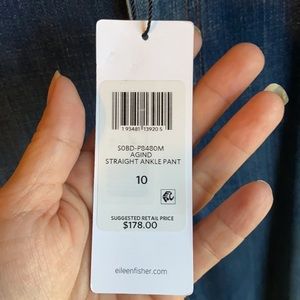 1 93481 13920 5
S0BD-P8480M
AGIND
STRAIGHT ANKLE PANT
10
SUGGESTED RETAIL PRICE
$178.00
eileenfisher.com